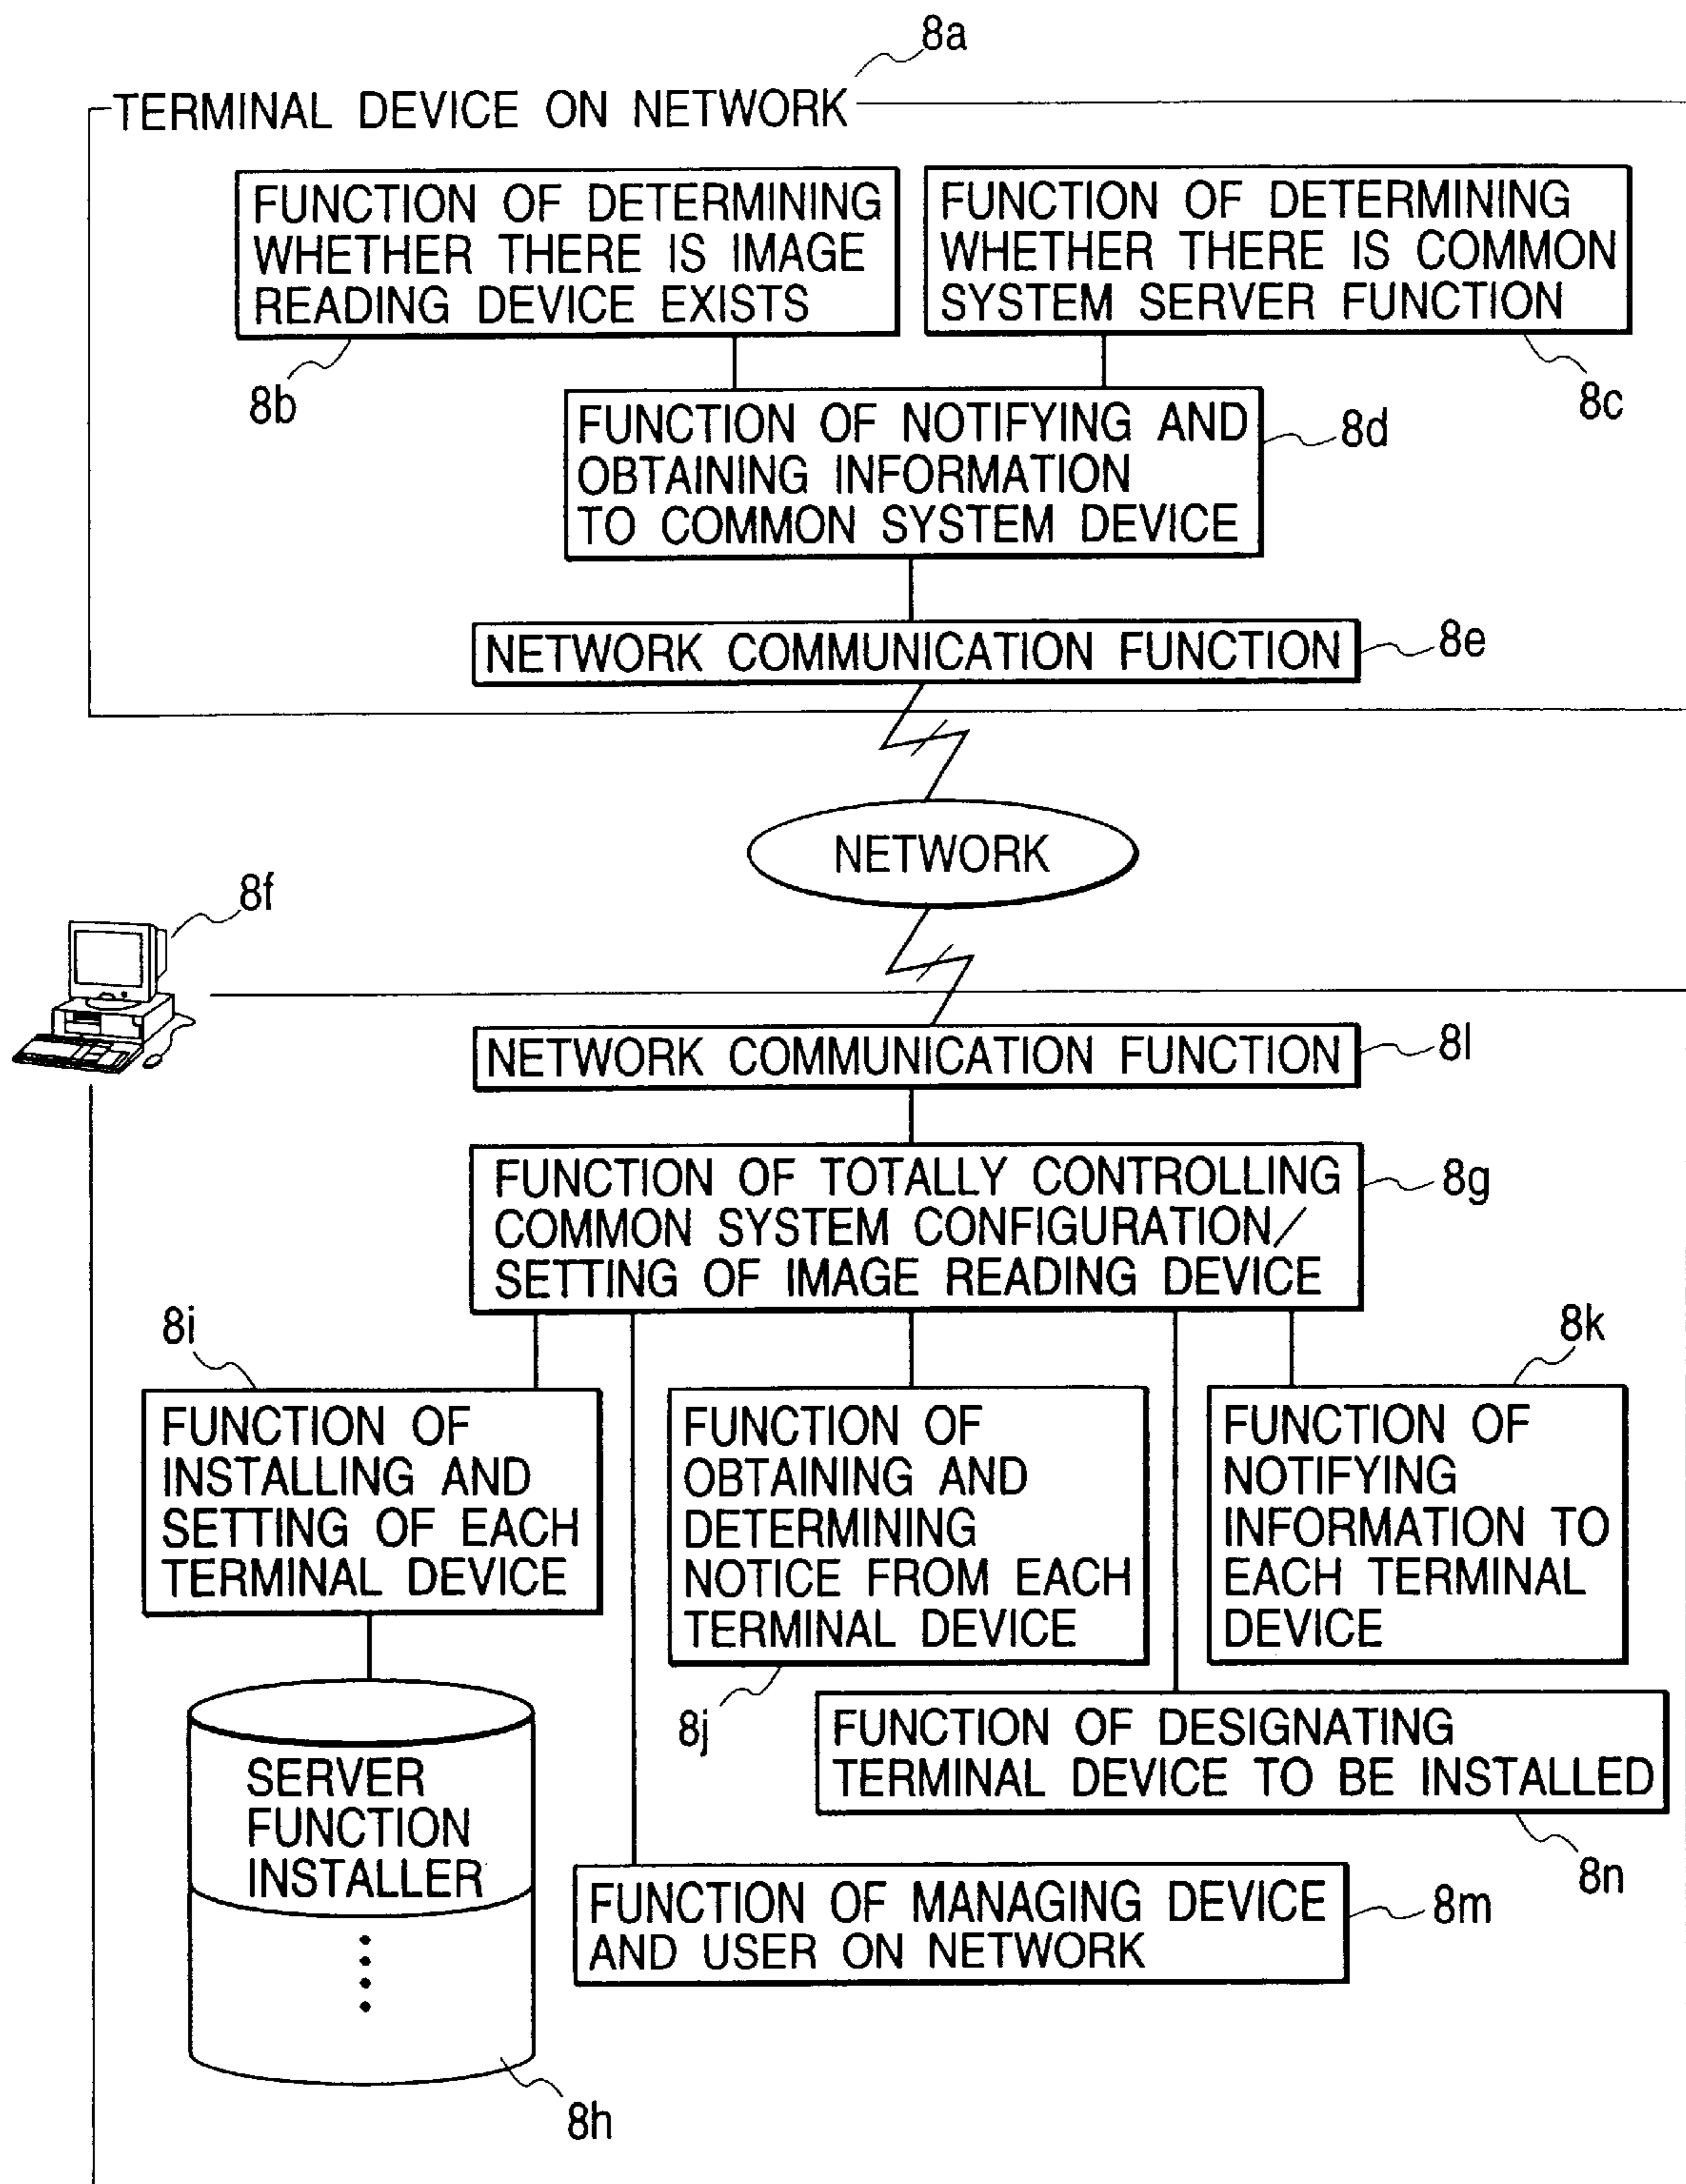 8a
TERMINAL DEVICE ON NETWORK
FUNCTION OF DETERMINING
WHETHER THERE IS IMAGE
READING DEVICE EXISTS
8b
FUNCTION OF DETERMINING
WHETHER THERE IS COMMON
SYSTEM SERVER FUNCTION
8c
FUNCTION OF NOTIFYING AND
OBTAINING INFORMATION
TO COMMON SYSTEM DEVICE
8d
NETWORK COMMUNICATION FUNCTION
8e
NETWORK
8f
NETWORK COMMUNICATION FUNCTION
8l
FUNCTION OF TOTALLY CONTROLLING
COMMON SYSTEM CONFIGURATION/
SETTING OF IMAGE READING DEVICE
8g
8i
FUNCTION OF
INSTALLING AND
SETTING OF EACH
TERMINAL DEVICE
FUNCTION OF
OBTAINING AND
DETERMINING
NOTICE FROM EACH
TERMINAL DEVICE
8j
8k
FUNCTION OF
NOTIFYING
INFORMATION TO
EACH TERMINAL
DEVICE
FUNCTION OF DESIGNATING
TERMINAL DEVICE TO BE INSTALLED
8n
SERVER
FUNCTION
INSTALLER
8h
FUNCTION OF MANAGING DEVICE
AND USER ON NETWORK
8m